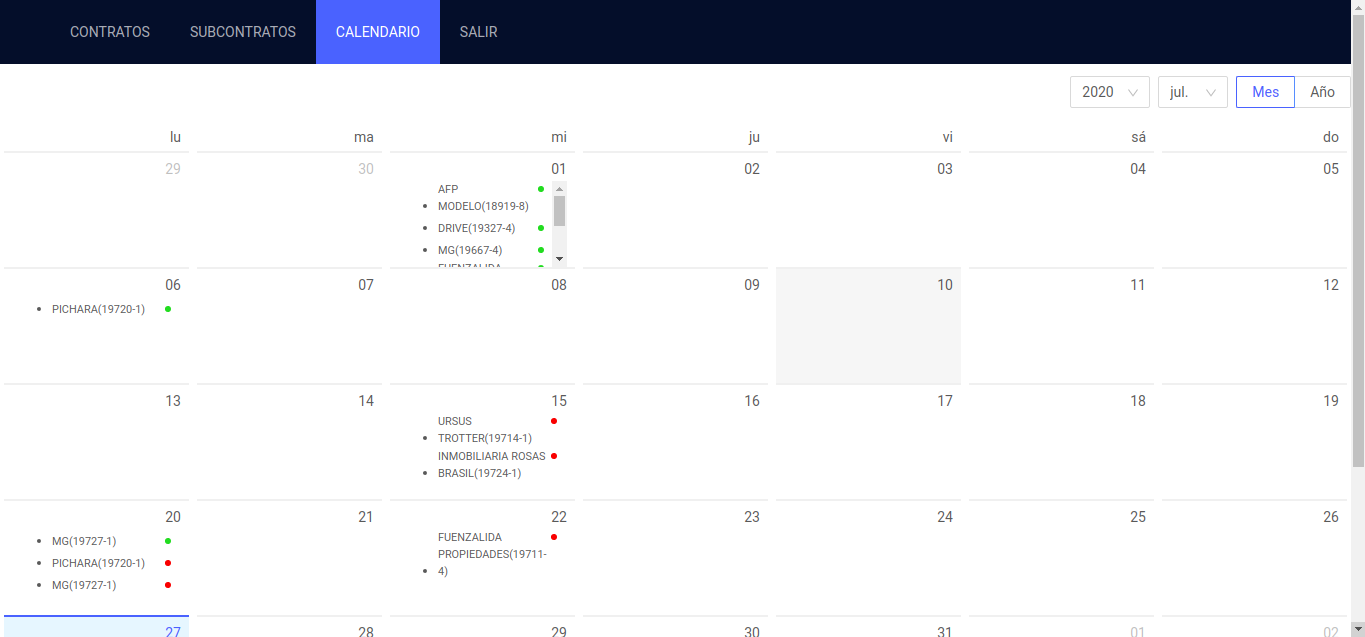 CONTRATOS SUBCONTRATOS CALENDARIO SALIR
2020 jul. Mes Año
lu ma mi ju vi sá do
29 30 01 02 03 04 05
AFP
MODELO(18919-8)
DRIVE(19327-4)
MG(19667-4)
FUENZALIDA
06 07 08 09 10 11 12
PICHARA(19720-1)
13 14 15 16 17 18 19
URSUS
TROTTER(19714-1)
INMOBILIARIA ROSAS
BRASIL(19724-1)
20 21 22 23 24 25 26
MG(19727-1)
PICHARA(19720-1)
MG(19727-1)
FUENZALIDA
PROPIEDADES(19711-
4)
27 28 29 30 31 01 02